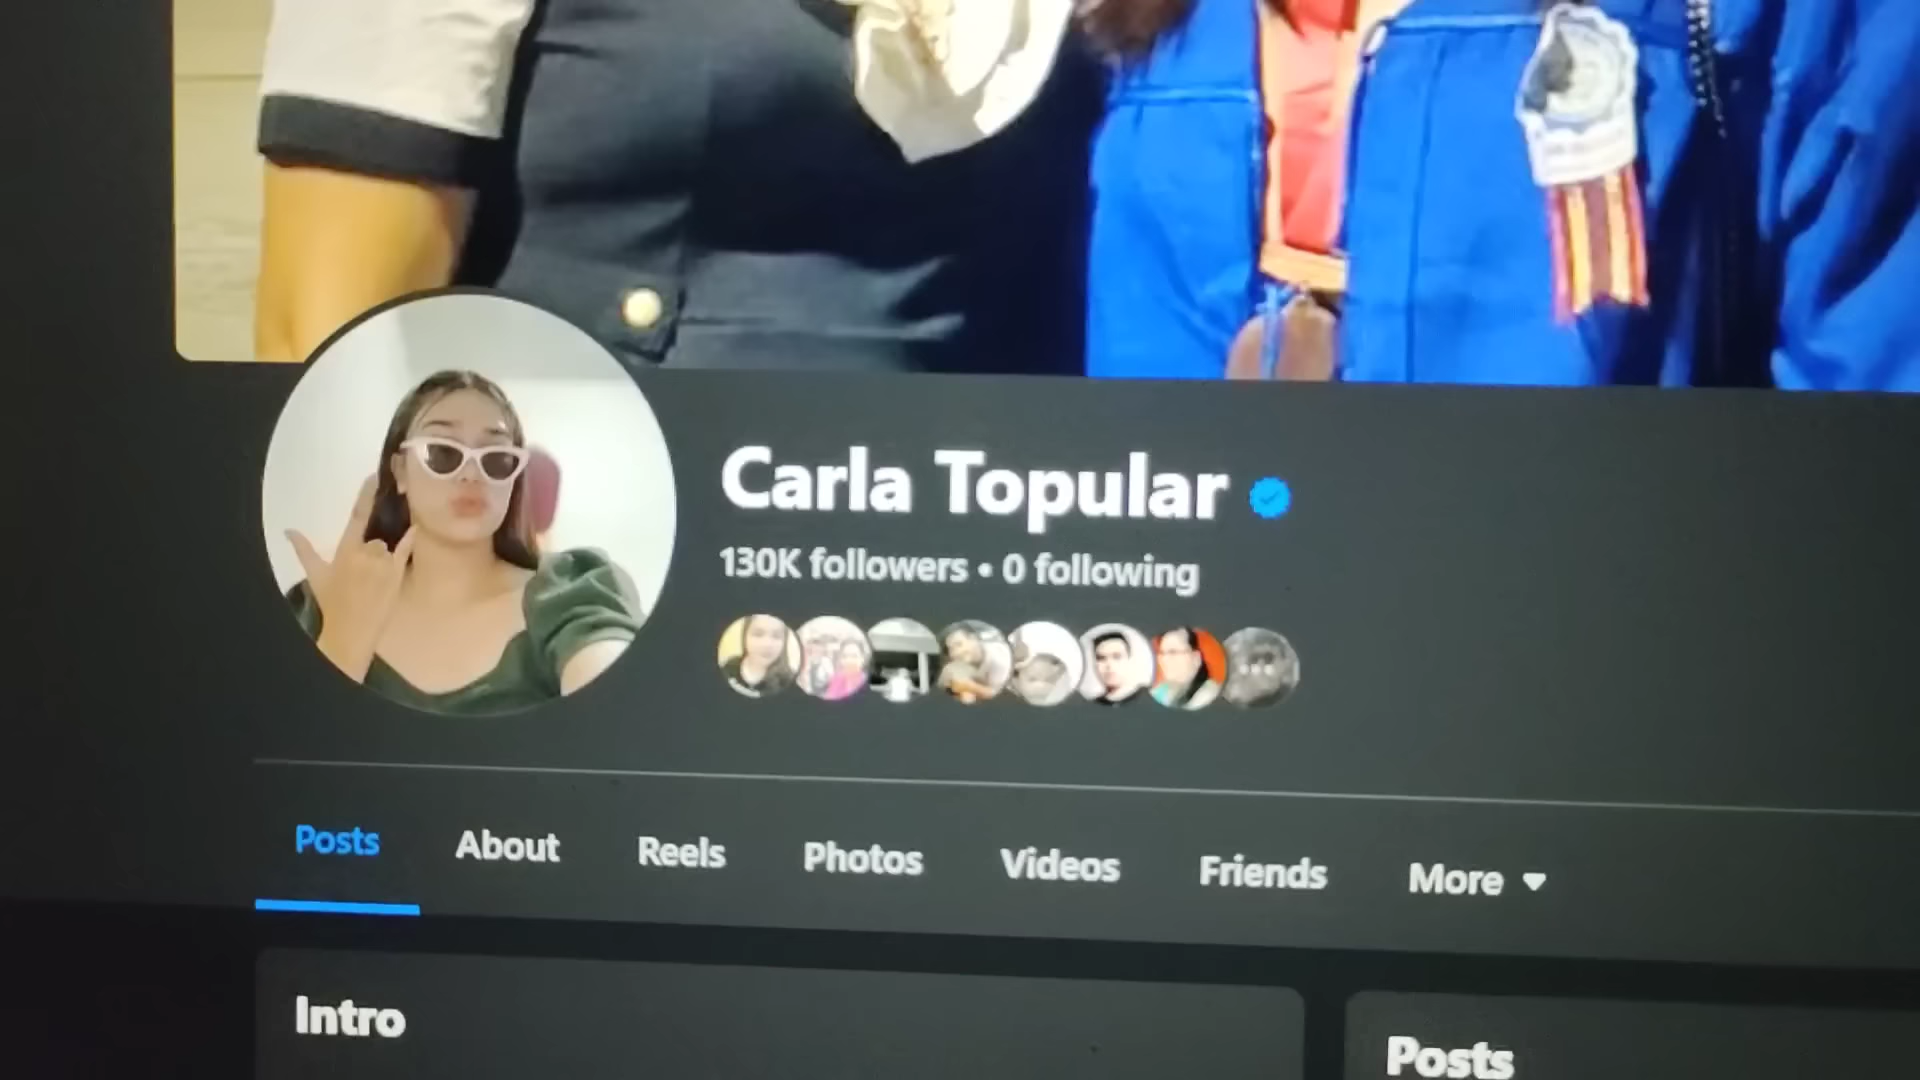 Carla Topular
130K followers • 0 following
Posts About Reels Photos Videos Friends More
Intro
Posts